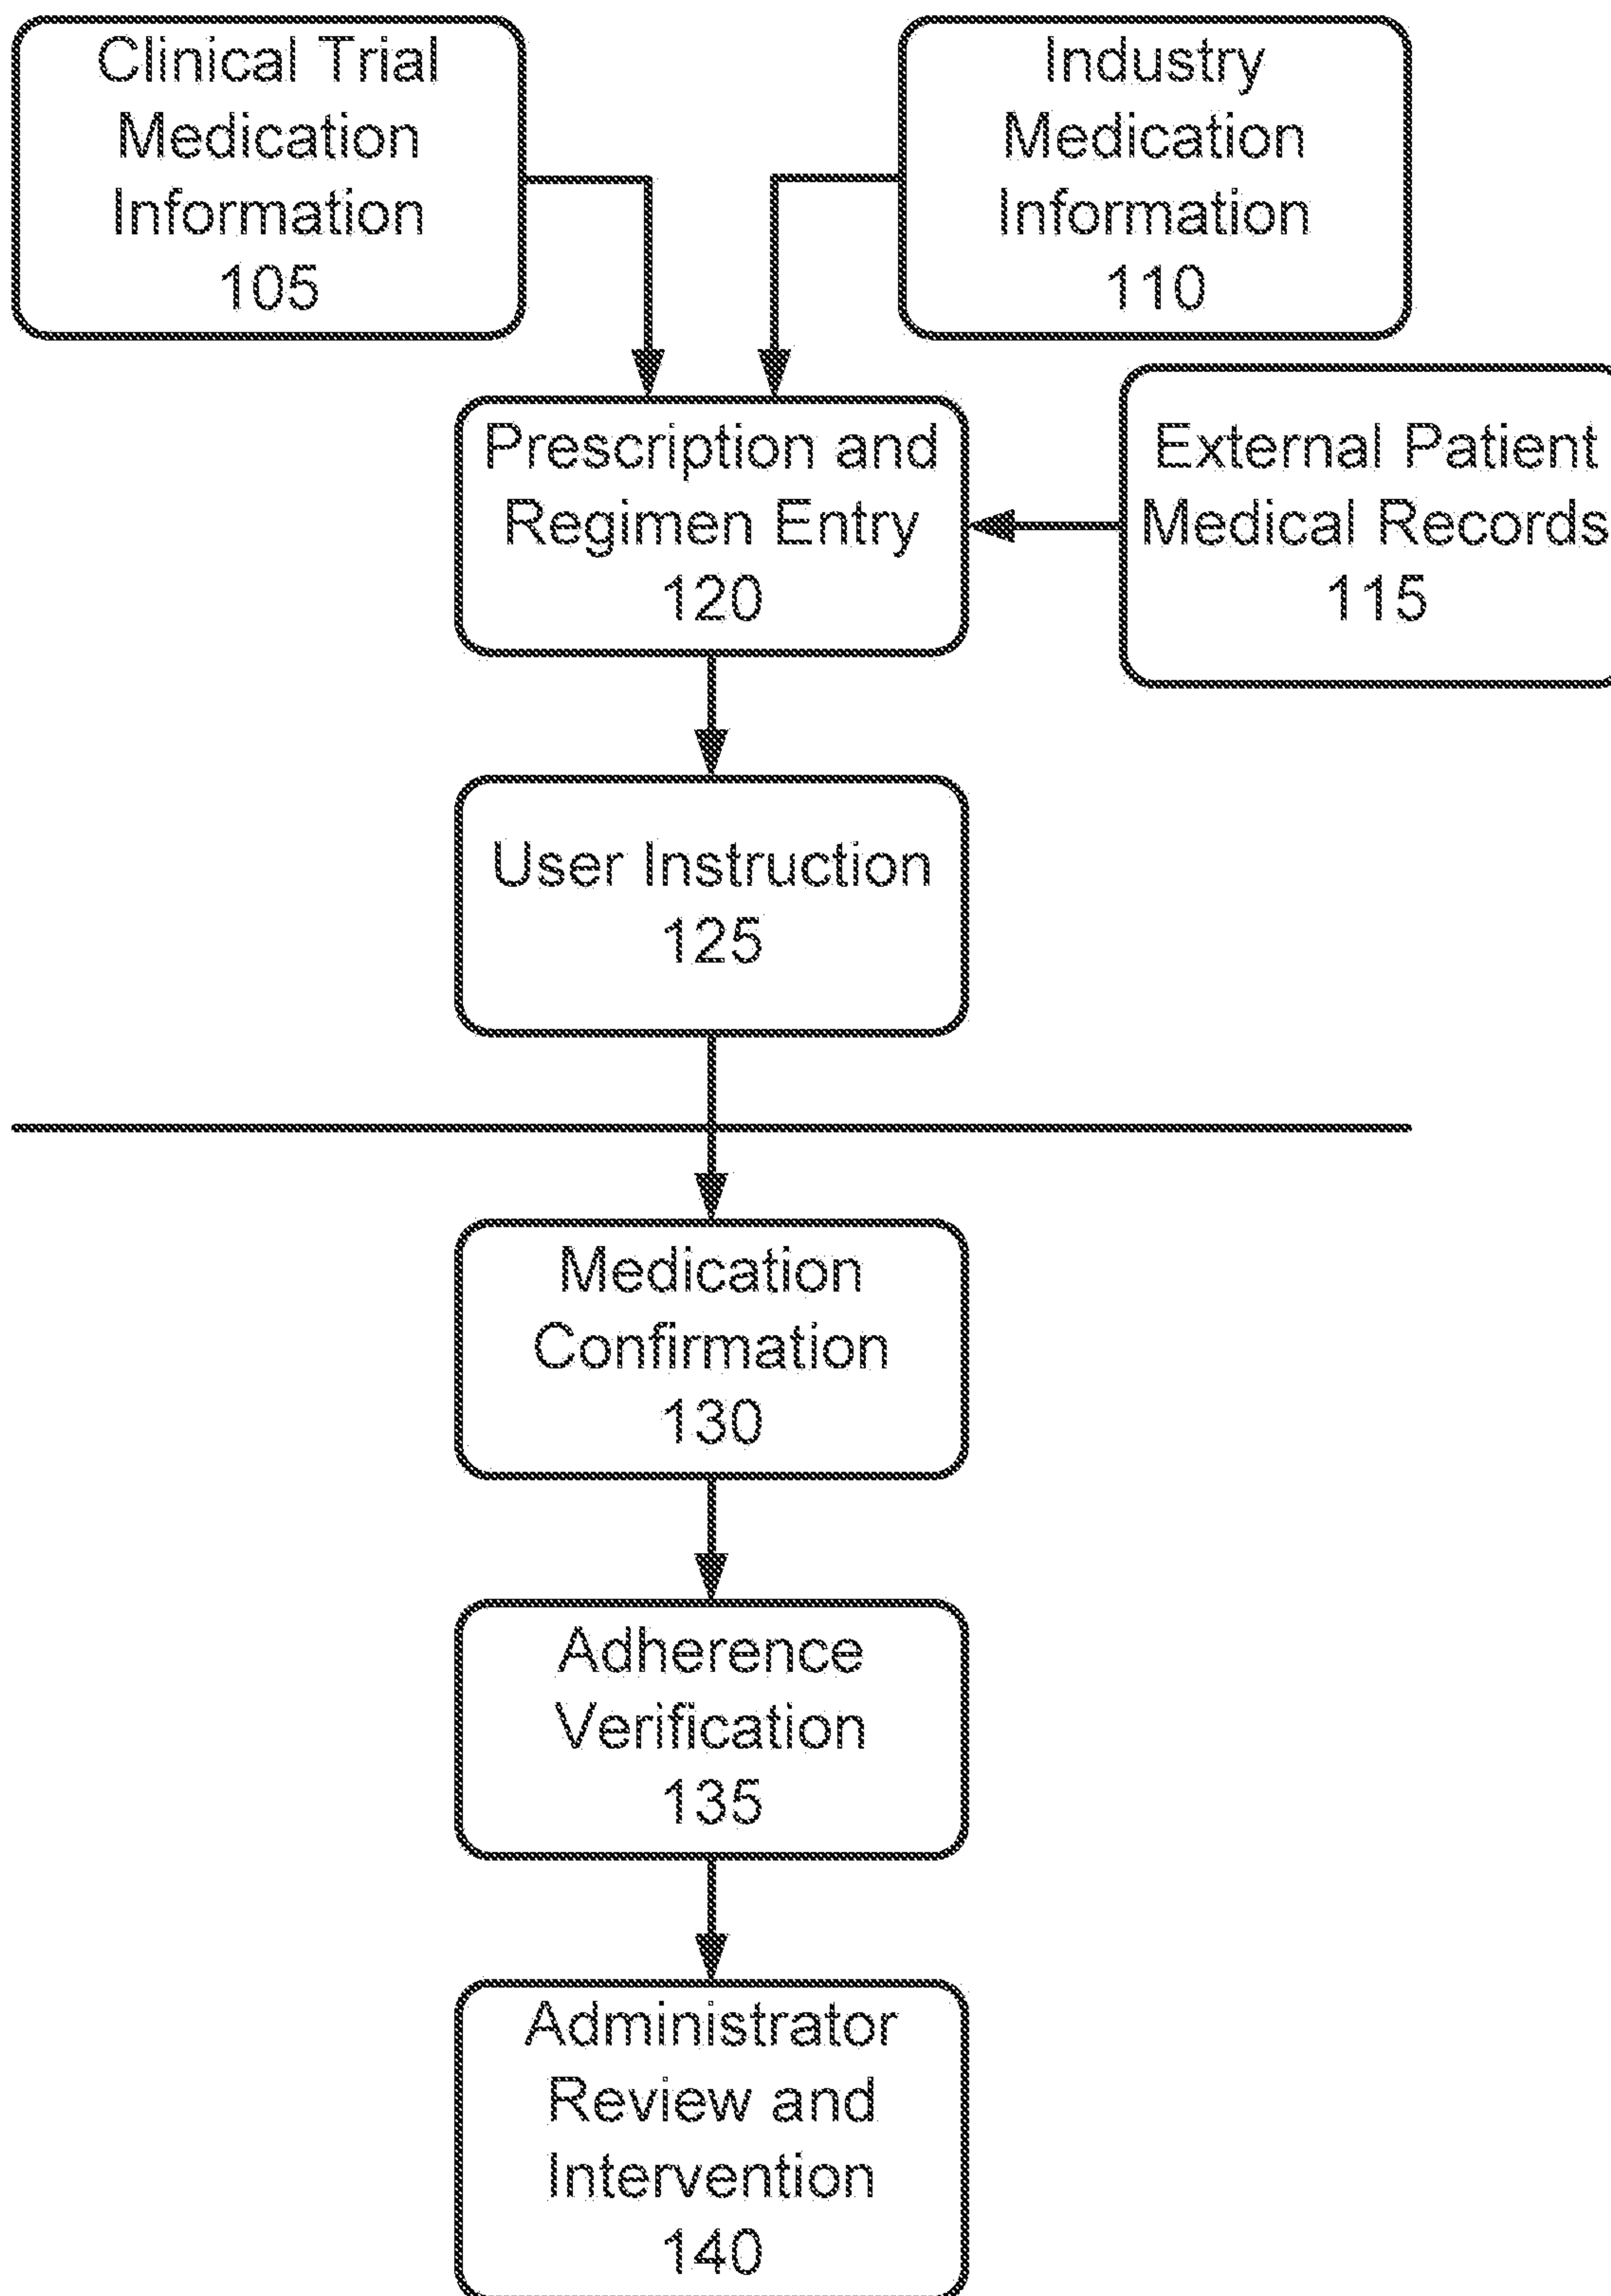 Clinical Trial
Medication
Information
105
Industry
Medication
Information
110
Prescription and
Regimen Entry
120
External Patient
Medical Records
115
User Instruction
125
Medication
Confirmation
130
Adherence
Verification
135
Administrator
Review and
Intervention
140